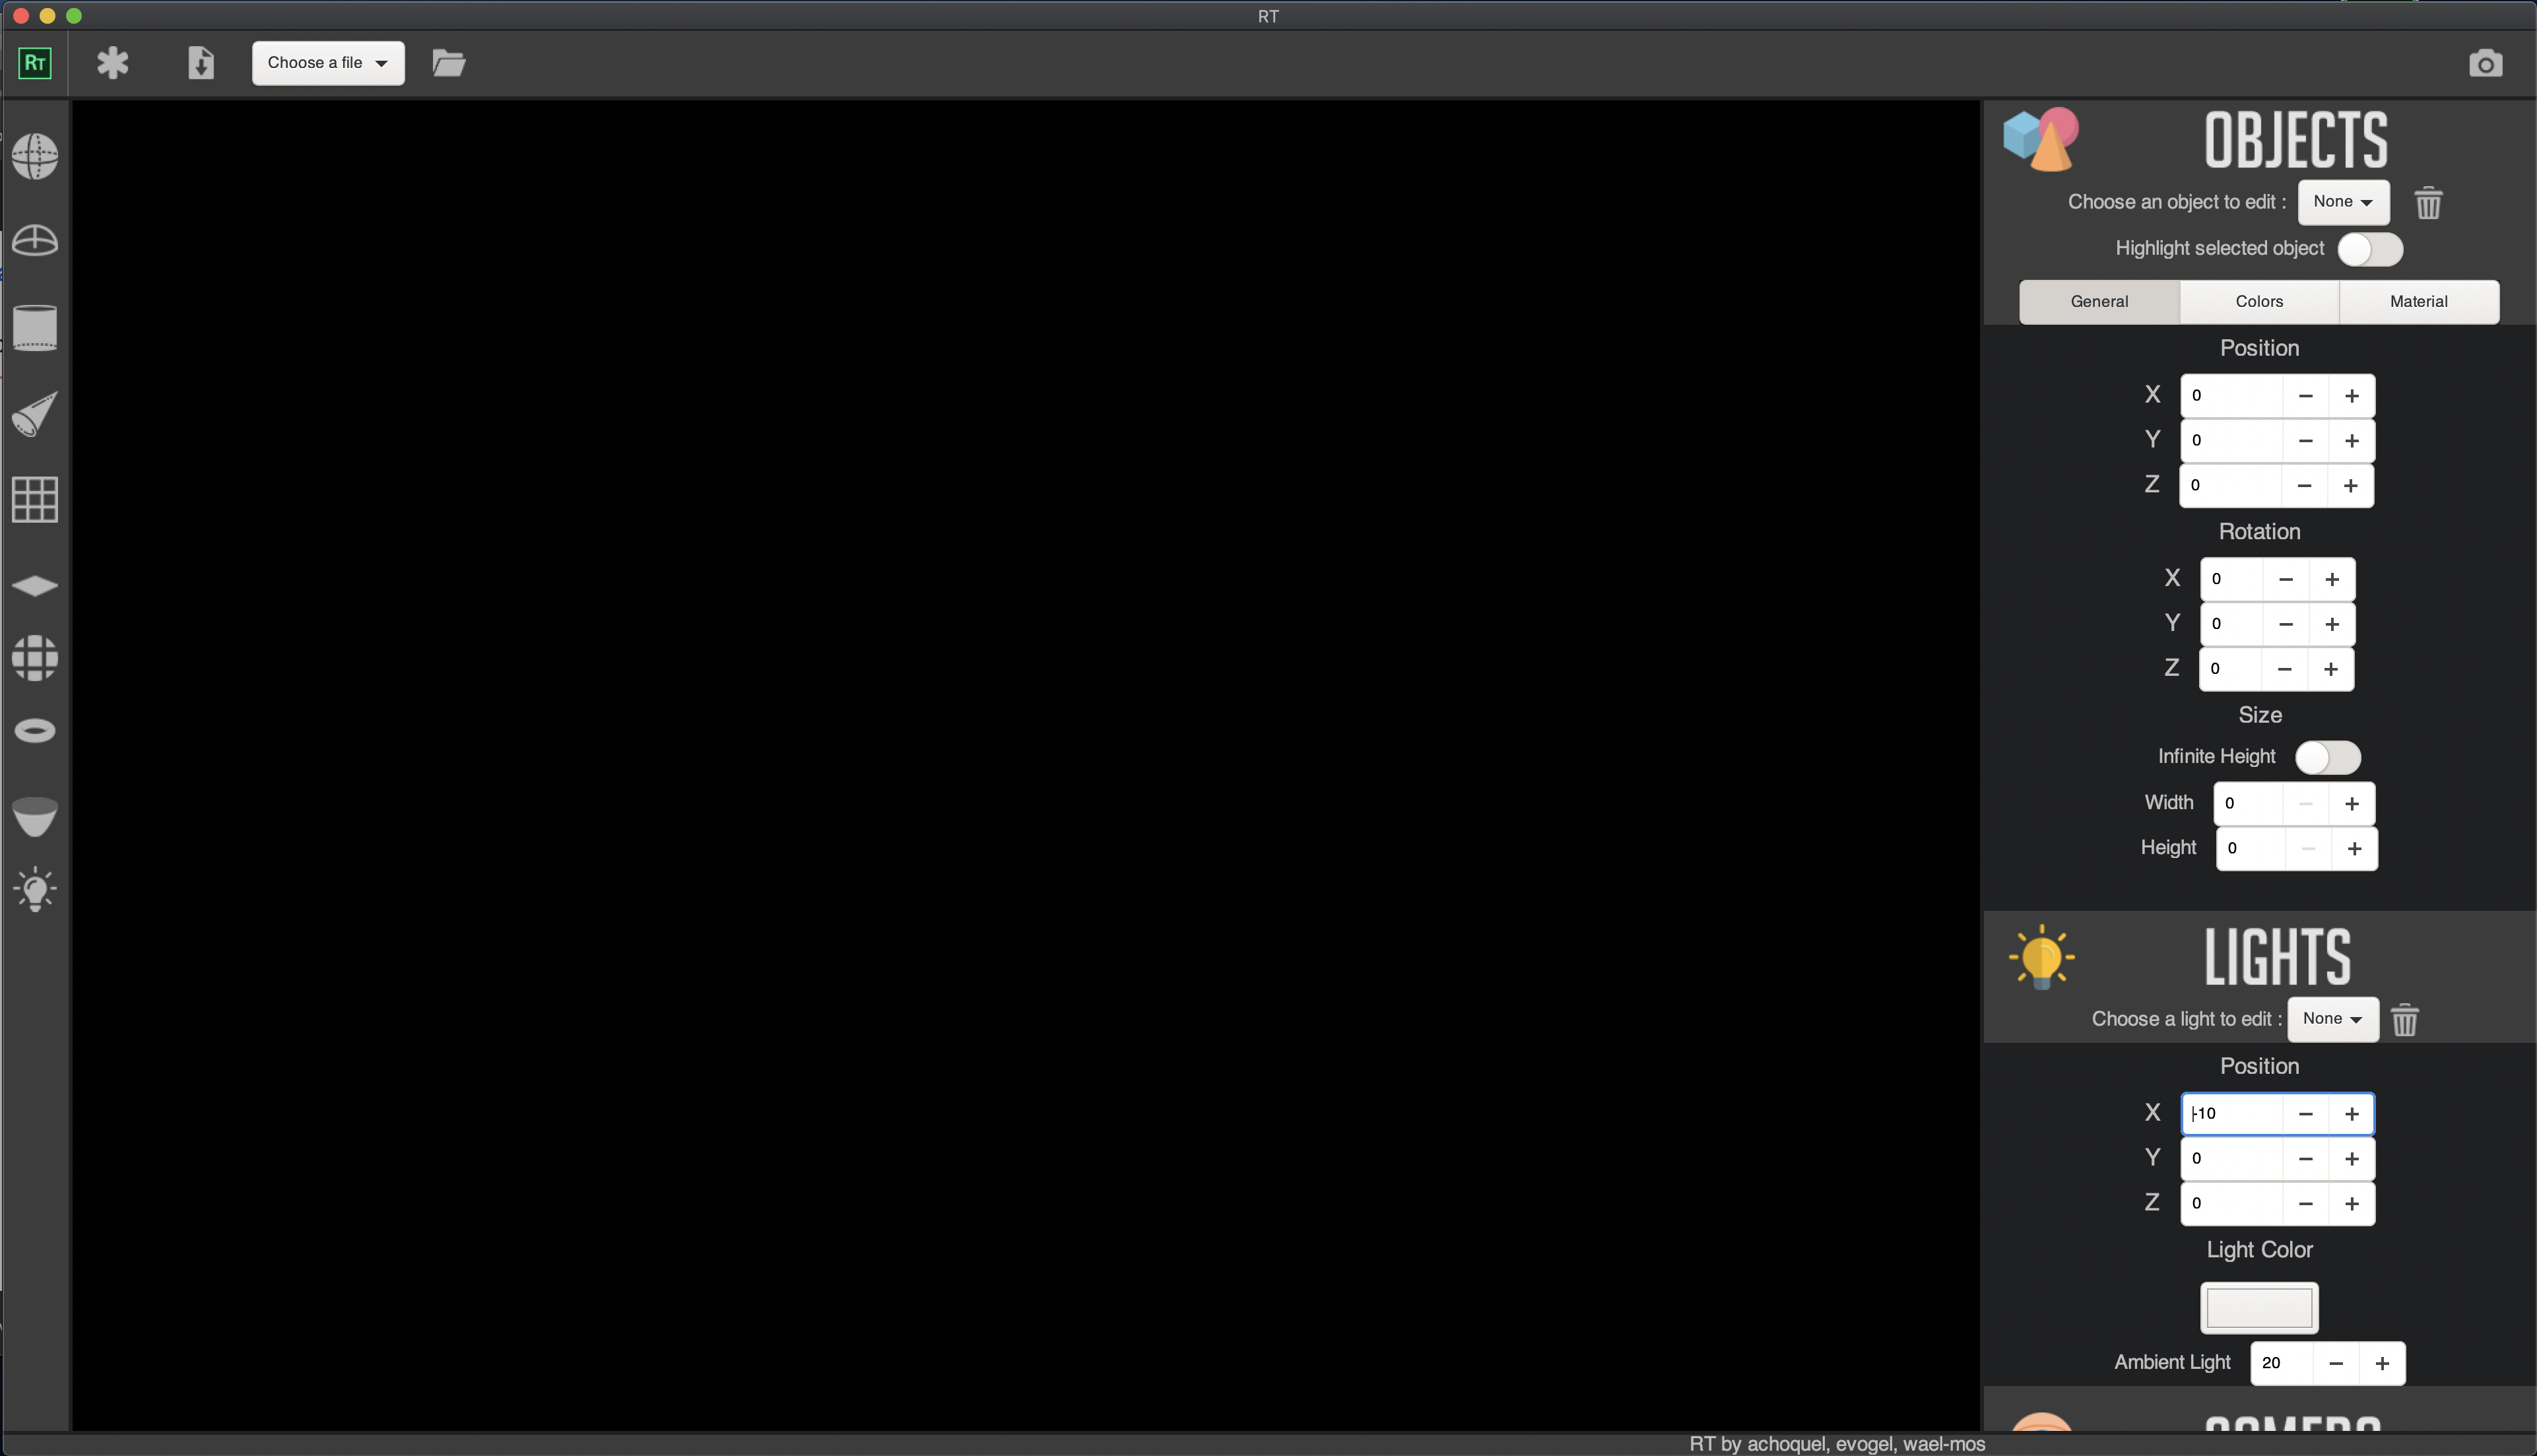 RT
RT
Choose a file
OBJECTS
Choose an object to edit :
None
Highlight selected object
General
Colors
Material
Position
X
0
Y
0
Z
0
Rotation
X
0
Y
0
Z
0
Size
Infinite Height
Width
0
Height
0
LIGHTS
Choose a light to edit :
None
Position
X
-10
Y
0
Z
0
Light Color
Ambient Light
20
RT by achoquel, evogel, wael-mos